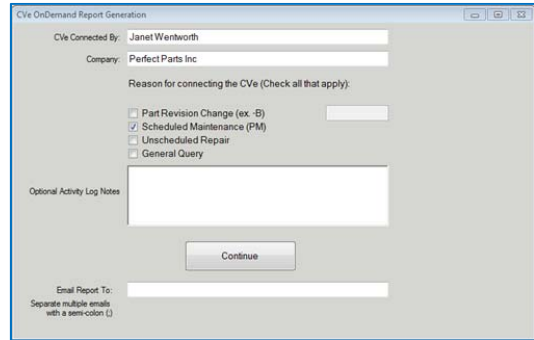 CVe OnDemand Report Generation
CVe Connected By: Janet Wentworth
Company: Perfect Parts Inc
Reason for connecting the CVe (Check all that apply):
Part Revision Change (ex. -B)
Scheduled Maintenance (PM)
Unscheduled Repair
General Query
Optional Activity Log Notes
Continue
Email Report To:
Separate multiple emails
with a semi-colon (;)